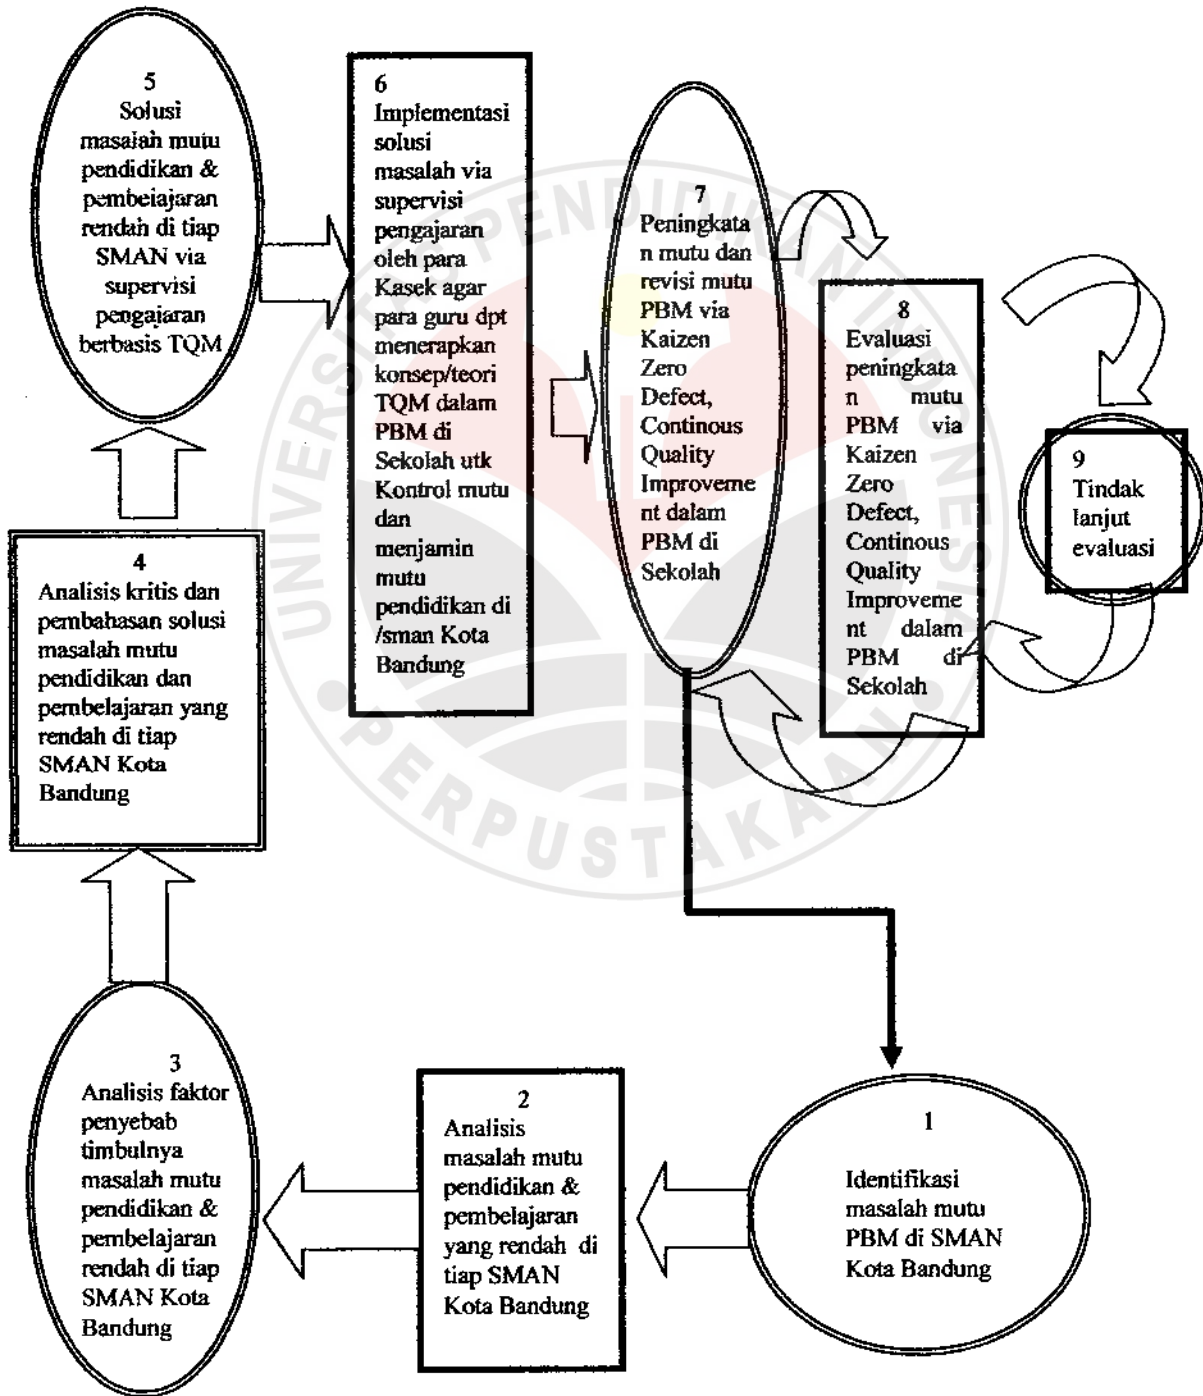 5
Solusi
masalah mutu
pendidikan &
pembelajaran
rendah di tiap
SMAN via
supervisi
pengajaran
berbasis TQM
6
Implementasi
solusi
masalah via
supervisi
pengajaran
oleh para
Kasek agar
para guru dpt
menerapkan
konsep/teori
TQM dalam
PBM di
Sekolah utk
Kontrol mutu
dan
menjamin
mutu
pendidikan di
/sman Kota
Bandung
7
Peningkata
n mutu dan
revisi mutu
PBM via
Kaizen
Zero
Defect,
Continous
Quality
Improveme
nt dalam
PBM di
Sekolah
8
Evaluasi
peningkata
n mutu
PBM via
Kaizen
Zero
Defect,
Continous
Quality
Improveme
nt dalam
PBM di
Sekolah
9
Tindak
lanjut
evaluasi
4
Analisis kritis dan
pembahasan solusi
masalah mutu
pendidikan dan
pembelajaran yang
rendah di tiap
SMAN Kota
Bandung
3
Analisis faktor
penyebab
timbulnya
masalah mutu
pendidikan &
pembelajaran
rendah di tiap
SMAN Kota
Bandung
2
Analisis
masalah mutu
pendidikan &
pembelajaran
yang rendah di
tiap SMAN
Kota Bandung
1
Identifikasi
masalah mutu
PBM di SMAN
Kota Bandung
UNIVERSITAS PENDIDIKAN INDONESIA
PERPUSTAKAAN